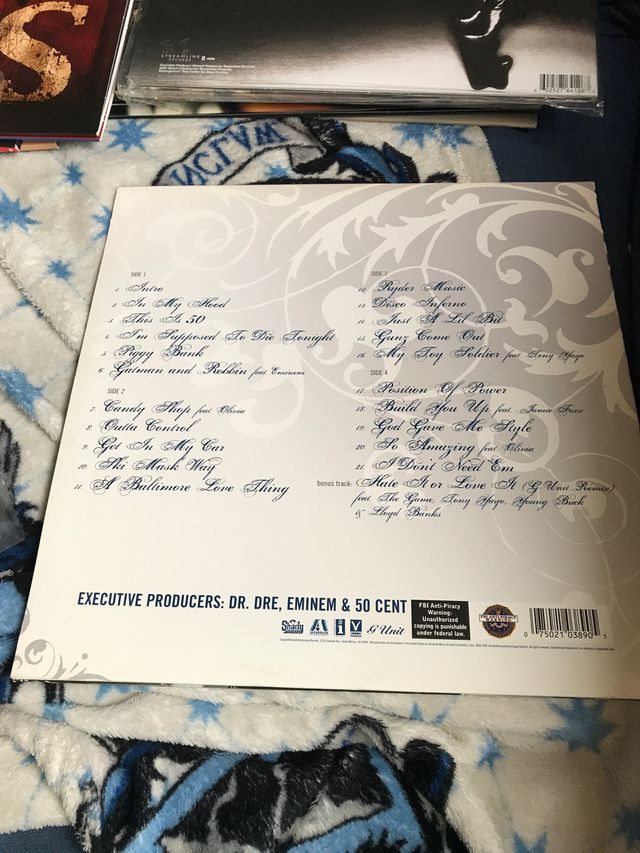 S
STREAMLINE
RECORDS
02527 64126
SIDE 1
1. Intro
2. In My Hood
3. This Is 50
4. I'm Supposed To Die Tonight
5. Piggy Bank
6. Gatman and Robbin feat. Eminem
SIDE 2
7. Candy Shop feat. Olivia
8. Outta Control
9. Get In My Car
10. Ski Mask Way
11. A Baltimore Love Thing
SIDE 3
12. Ryder Music
13. Disco Inferno
14. Just A Lil Bit
15. Gunz Come Out
16. My Toy Soldier feat. Tony Yayo
SIDE 4
17. Position Of Power
18. Build You Up feat. Jamie Foxx
19. God Gave Me Style
20. So Amazing feat. Olivia
21. I Don't Need Em
bonus track: Hate It or Love It (G Unit Remix)
feat. The Game, Tony Yayo, Young Buck
& Lloyd Banks
EXECUTIVE PRODUCERS: DR. DRE, EMINEM & 50 CENT
Shady
AFTERMATH
G Unit
FBI Anti-Piracy
Warning:
Unauthorized
copying is punishable
under federal law.
0 75021 03890 5